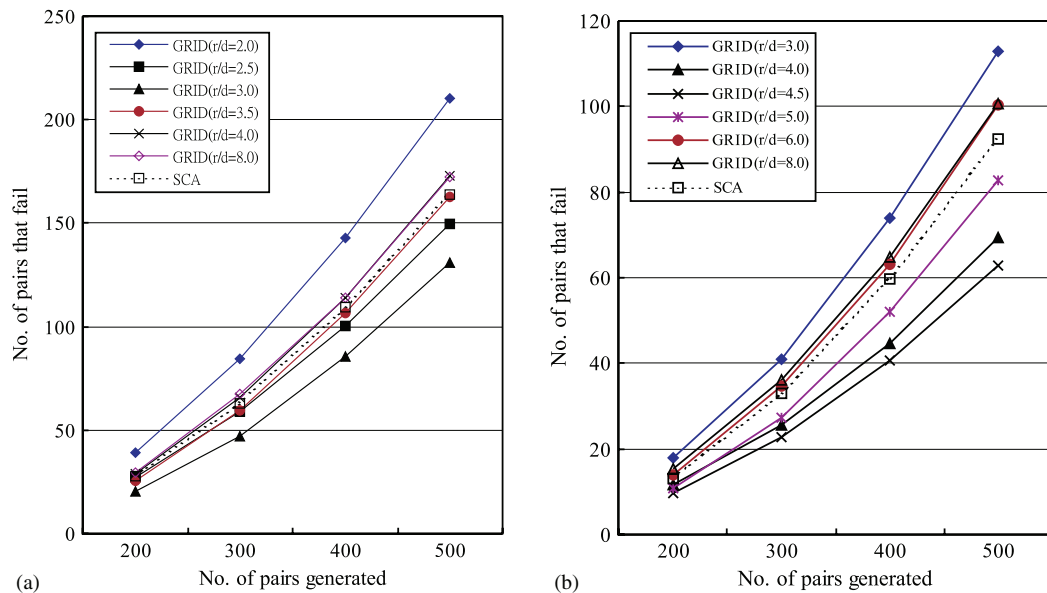 250
200
150
100
50
0
No. of pairs that fail
GRID(r/d=2.0)
GRID(r/d=2.5)
GRID(r/d=3.0)
GRID(r/d=3.5)
GRID(r/d=4.0)
GRID(r/d=8.0)
SCA
200 300 400 500
No. of pairs generated
(a)
120
100
80
60
40
20
0
No. of pairs that fail
GRID(r/d=3.0)
GRID(r/d=4.0)
GRID(r/d=4.5)
GRID(r/d=5.0)
GRID(r/d=6.0)
GRID(r/d=8.0)
SCA
200 300 400 500
No. of pairs generated
(b)